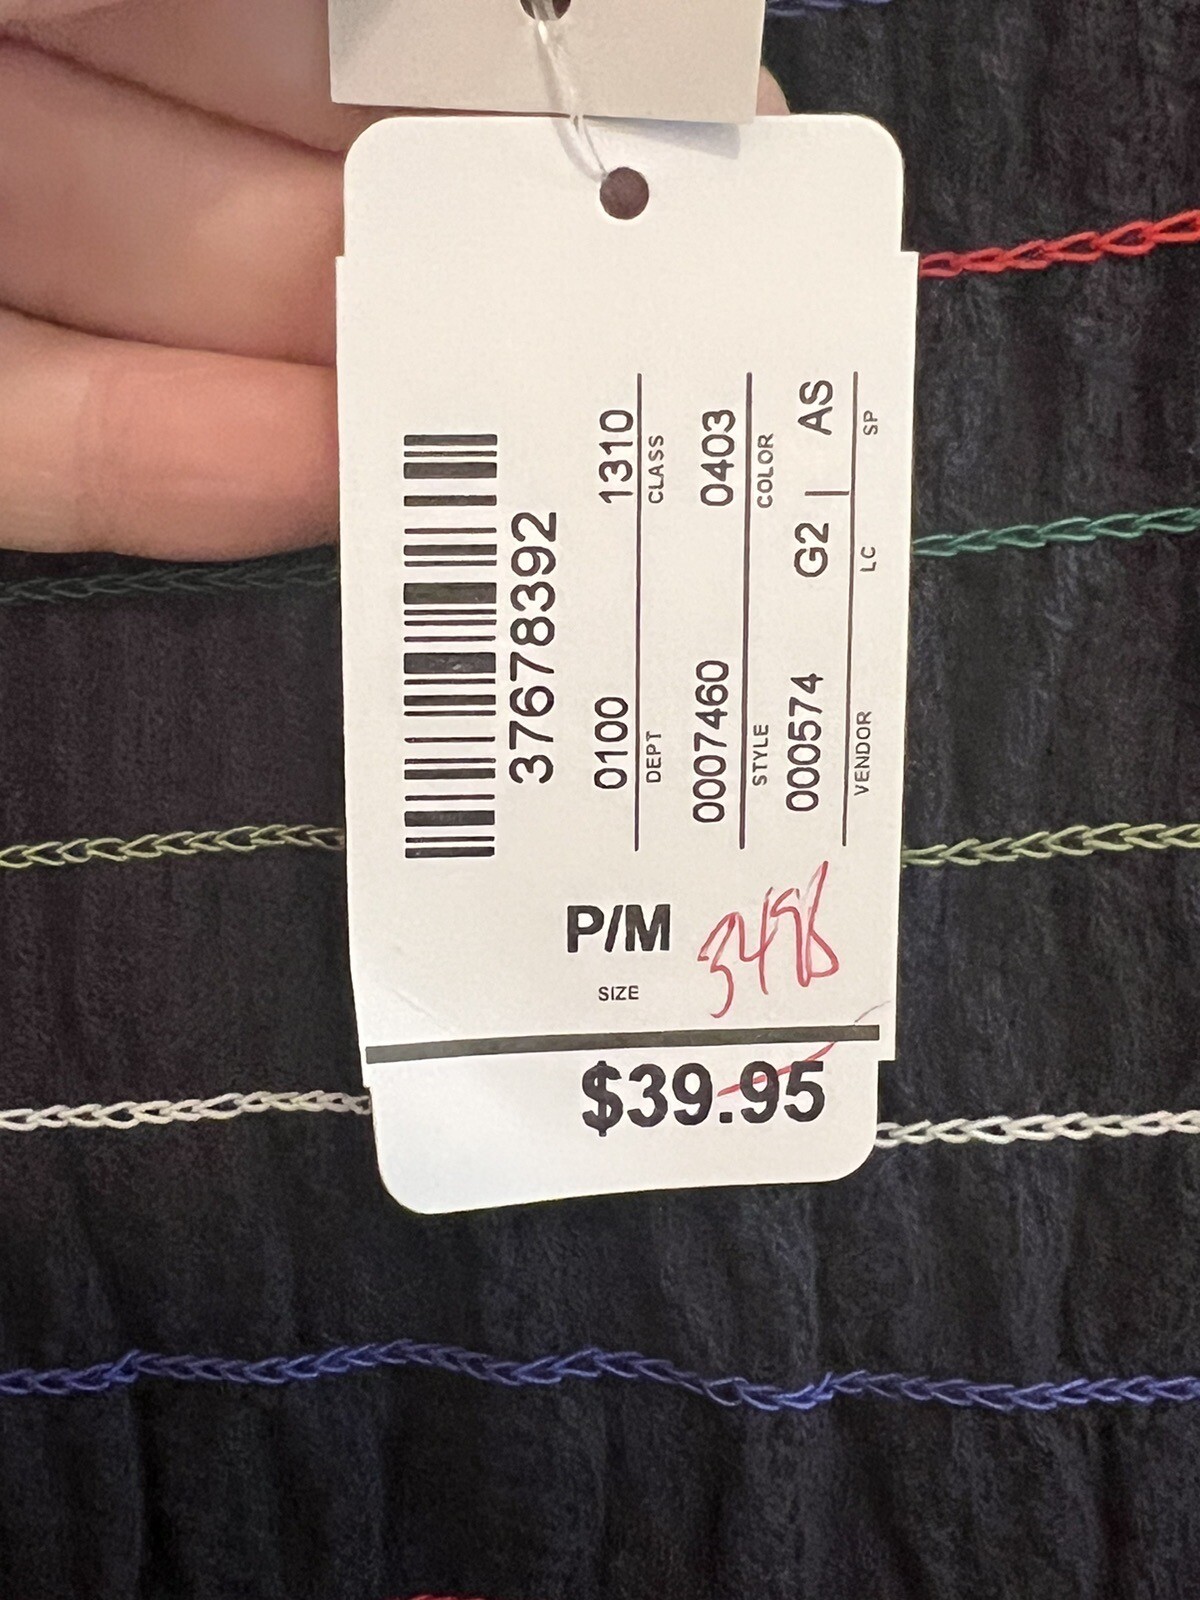 37678392
0100 1310
DEPT CLASS
0007460 0403
STYLE COLOR
000574 G2 | AS
VENDOR LC SP
P/M
SIZE
3498
$39.95